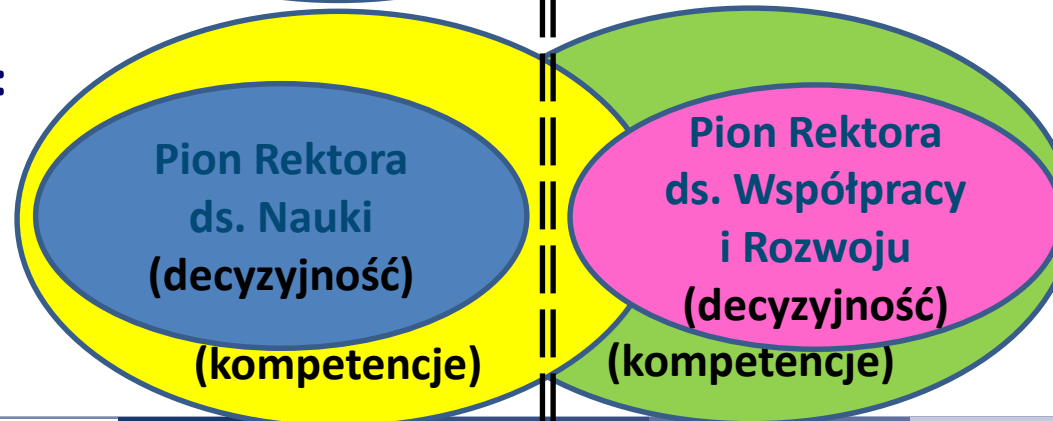 :
Pion Rektora
ds. Nauki
(decyzyjność)
(kompetencje)
Pion Rektora
ds. Współpracy
i Rozwoju
(decyzyjność)
(kompetencje)